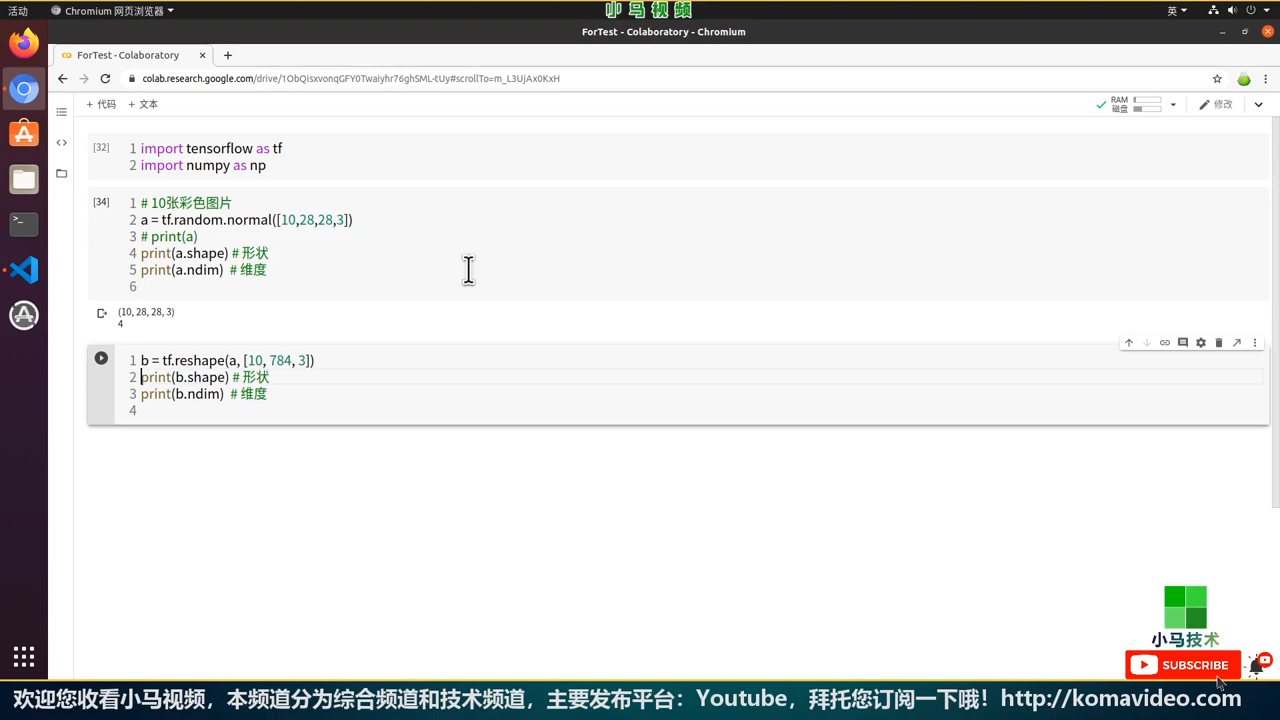 活动
Chromium 网页浏览器
小马视频
英
ForTest - Colaboratory - Chromium
ForTest - Colaboratory
colab.research.google.com/drive/1ObQisxvonqGFY0Twaiyhr76ghSML-tUy#scrollTo=m_L3UjAx0KxH
+ 代码 + 文本
RAM
磁盘
修改
[32]
1 import tensorflow as tf
2 import numpy as np
[34]
1 # 10张彩色图片
2 a = tf.random.normal([10,28,28,3])
3 # print(a)
4 print(a.shape) # 形状
5 print(a.ndim) # 维度
6
(10, 28, 28, 3)
4
1 b = tf.reshape(a, [10, 784, 3])
2 print(b.shape) # 形状
3 print(b.ndim) # 维度
4
小马技术
SUBSCRIBE
欢迎您收看小马视频，本频道分为综合频道和技术频道，主要发布平台：Youtube，拜托您订阅一下哦！http://komavideo.com